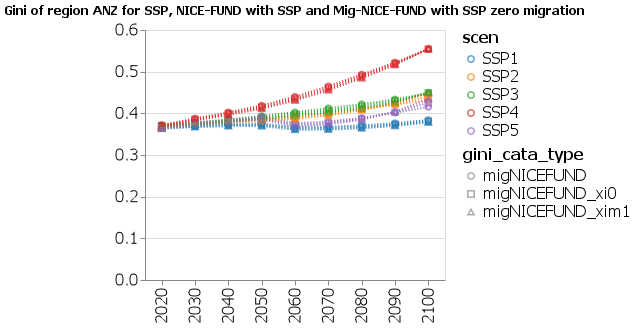 Gini of region ANZ for SSP, NICE-FUND with SSP and Mig-NICE-FUND with SSP zero migration
0.6
0.5
0.4
0.3
0.2
0.1
0.0
2020
2030
2040
2050
2060
2070
2080
2090
2100
scen
SSP1
SSP2
SSP3
SSP4
SSP5
gini_cata_type
migNICEFUND
migNICEFUND_xi0
migNICEFUND_xim1